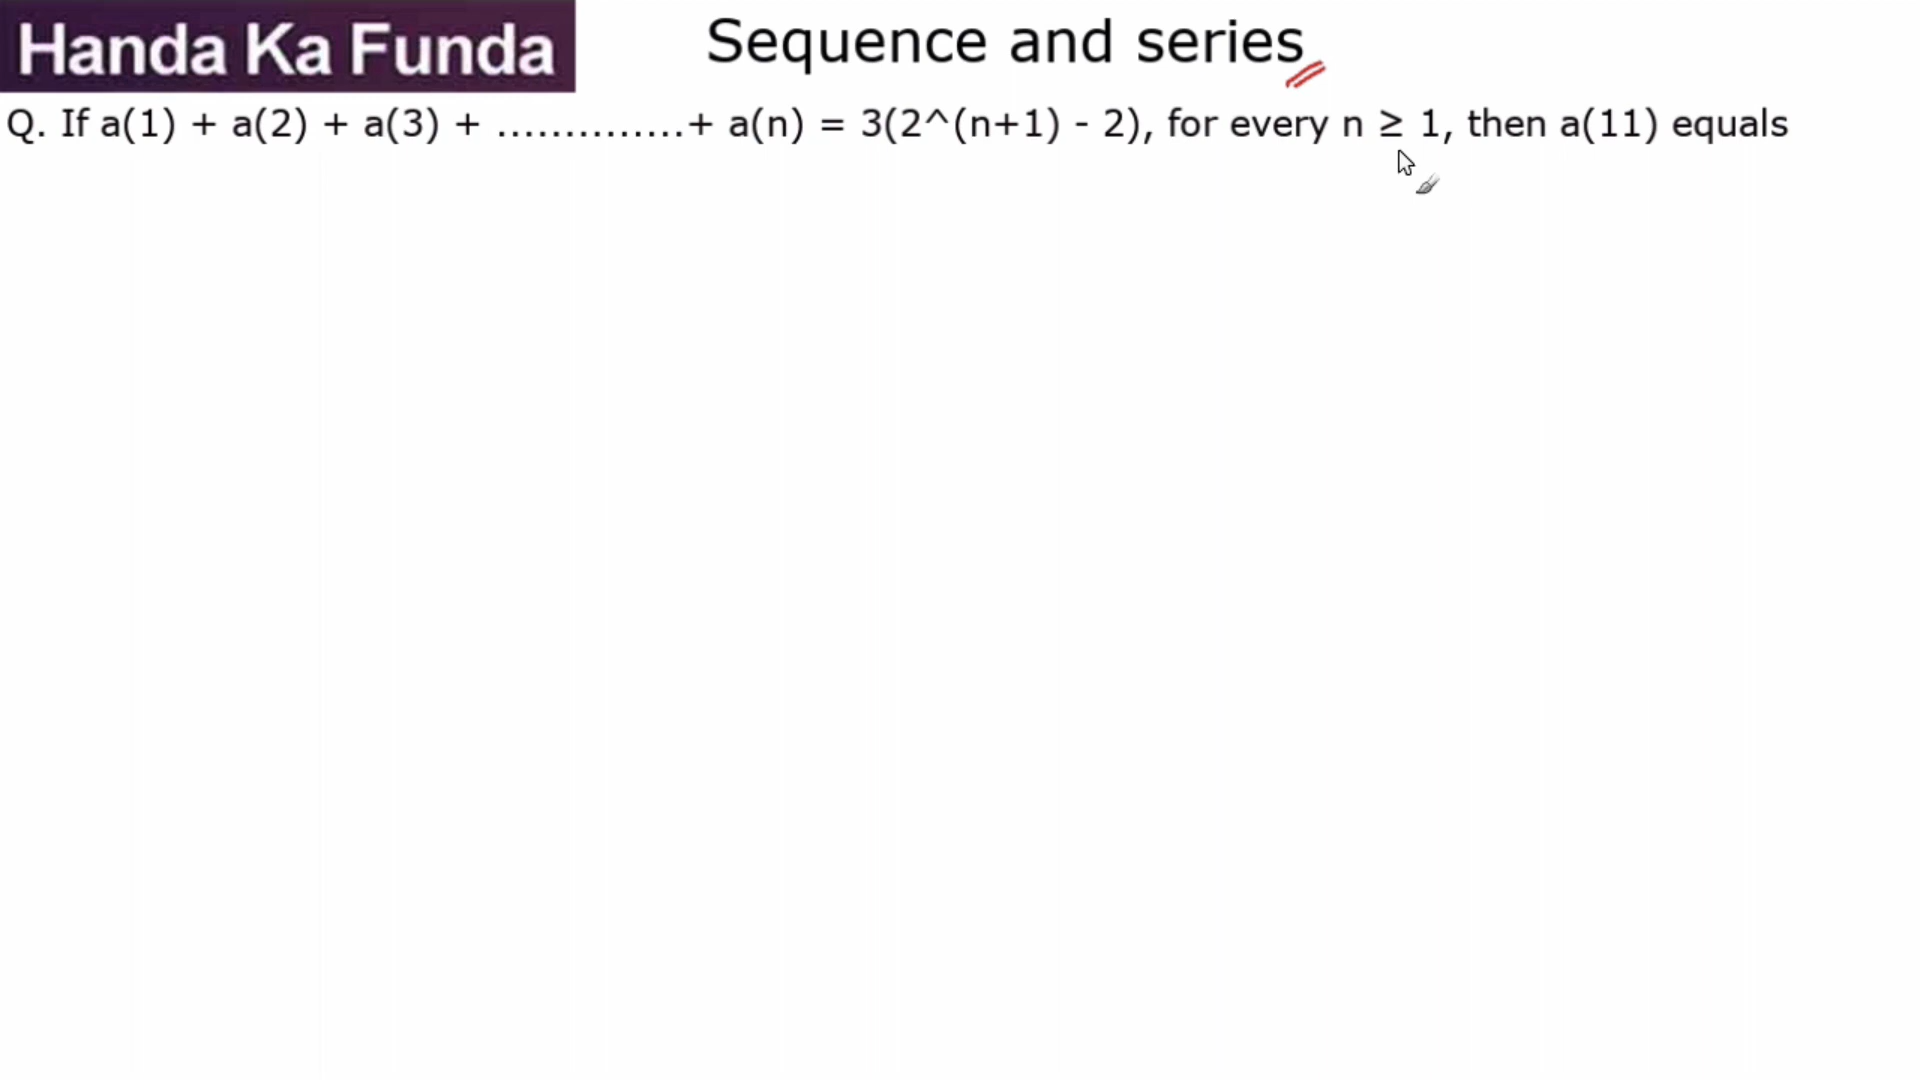 Handa Ka Funda
Sequence and series
Q. If a(1) + a(2) + a(3) + ..............+ a(n) = 3(2^(n+1) - 2), for every n ≥ 1, then a(11) equals